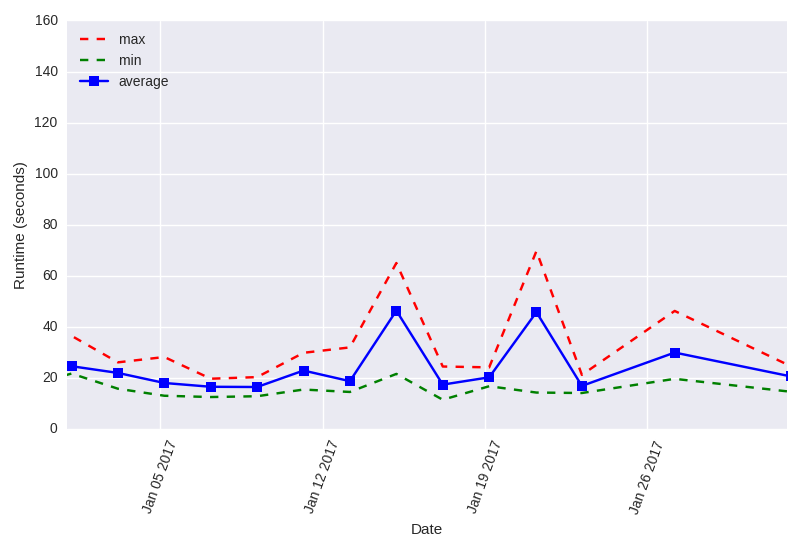 160
140
120
100
80
60
40
20
0
Runtime (seconds)
max
min
average
Jan 05 2017
Jan 12 2017
Jan 19 2017
Jan 26 2017
Date